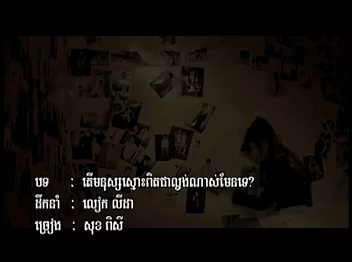 បទ : តើមនុស្សស្មោះពិតជាល្ងង់ណាស់មែនទេ?
ដឹកនាំ : លៀក លីដា
ច្រៀង : សុខ ពិសី